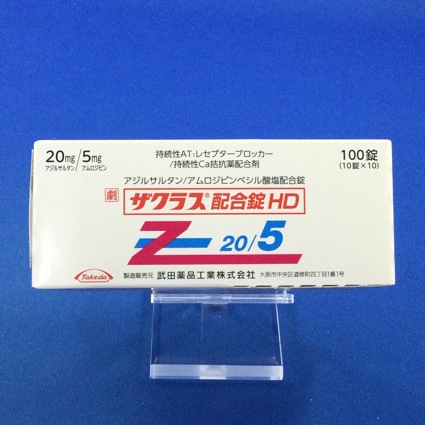 持続性AT₁レセプターブロッカー
/持続性Ca拮抗薬配合剤
20mg/5mg
アジルサルタン/アムロジピン
100錠
(10錠×10)
アジルサルタン/アムロジピンベシル酸塩配合錠
劇 ザクラス®配合錠HD
Z 20/5
Takeda
製造販売元 武田薬品工業株式会社 大阪市中央区道修町四丁目1番1号